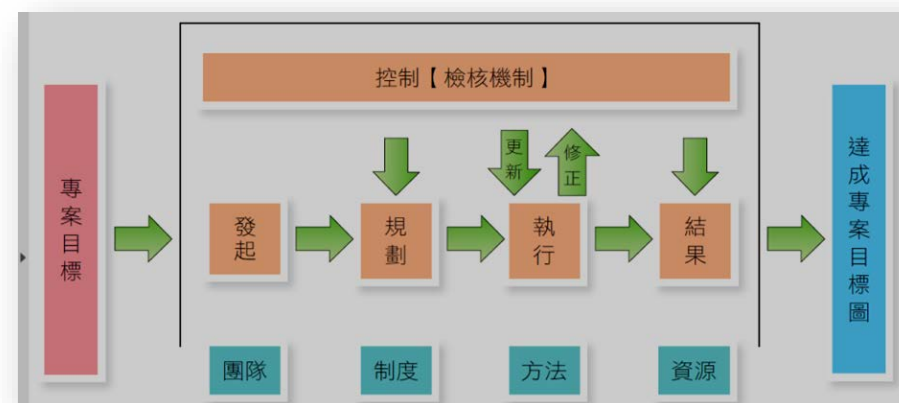 控制【檢核機制】
專案目標
更新
修正
發起
規劃
執行
結果
達成專案目標圖
團隊
制度
方法
資源